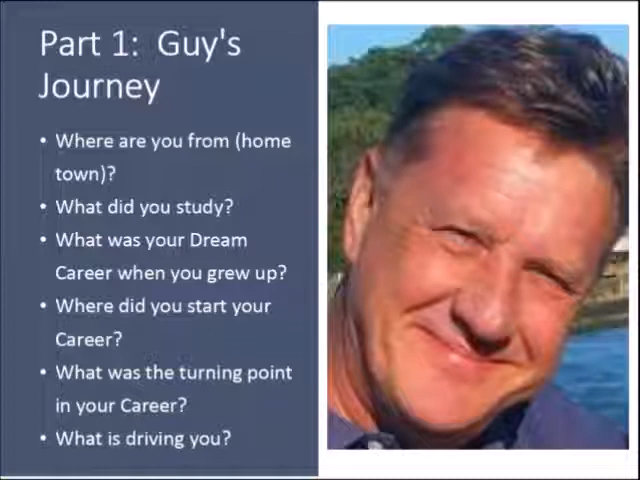 Part 1:  Guy's
Journey
• Where are you from (home
town)?
• What did you study?
• What was your Dream
Career when you grew up?
• Where did you start your
Career?
• What was the turning point
in your Career?
• What is driving you?